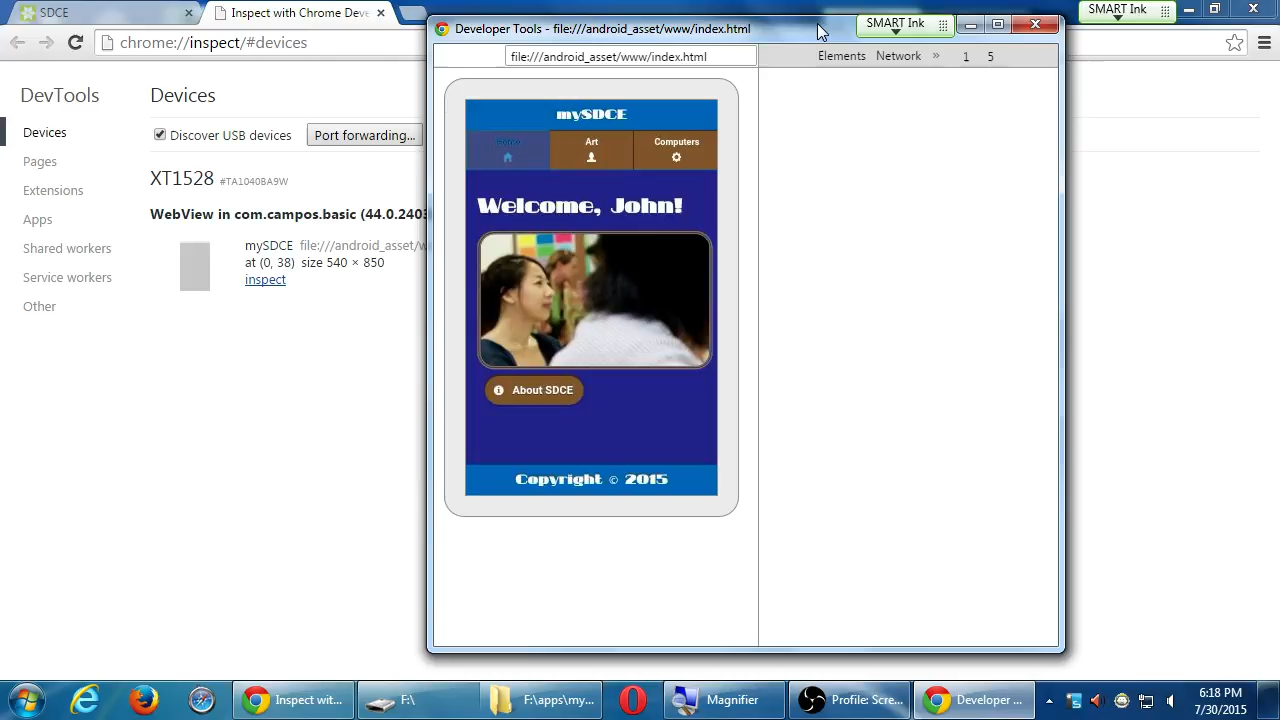 SDCE
Inspect with Chrome Deve
SMART Ink
chrome://inspect/#devices
DevTools
Devices
Pages
Extensions
Apps
Shared workers
Service workers
Other
Devices
Discover USB devices
Port forwarding...
XT1528 #TA1040BA9W
WebView in com.campos.basic (44.0.2403
mySDCE file:///android_asset/w
at (0, 38) size 540 × 850
inspect
Developer Tools - file:///android_asset/www/index.html
SMART Ink
file:///android_asset/www/index.html
Elements Network » 1 5
mySDCE
Home Art Computers
Welcome, John!
About SDCE
Copyright © 2015
Inspect wit...
F:\
F:\apps\my...
Magnifier
Profile: Scre...
Developer ...
6:18 PM
7/30/2015